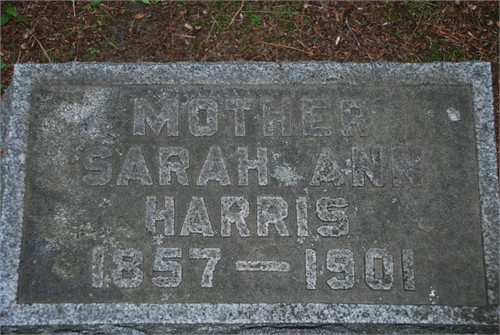 MOTHER
SARAH ANN
HARRIS
1857 — 1901